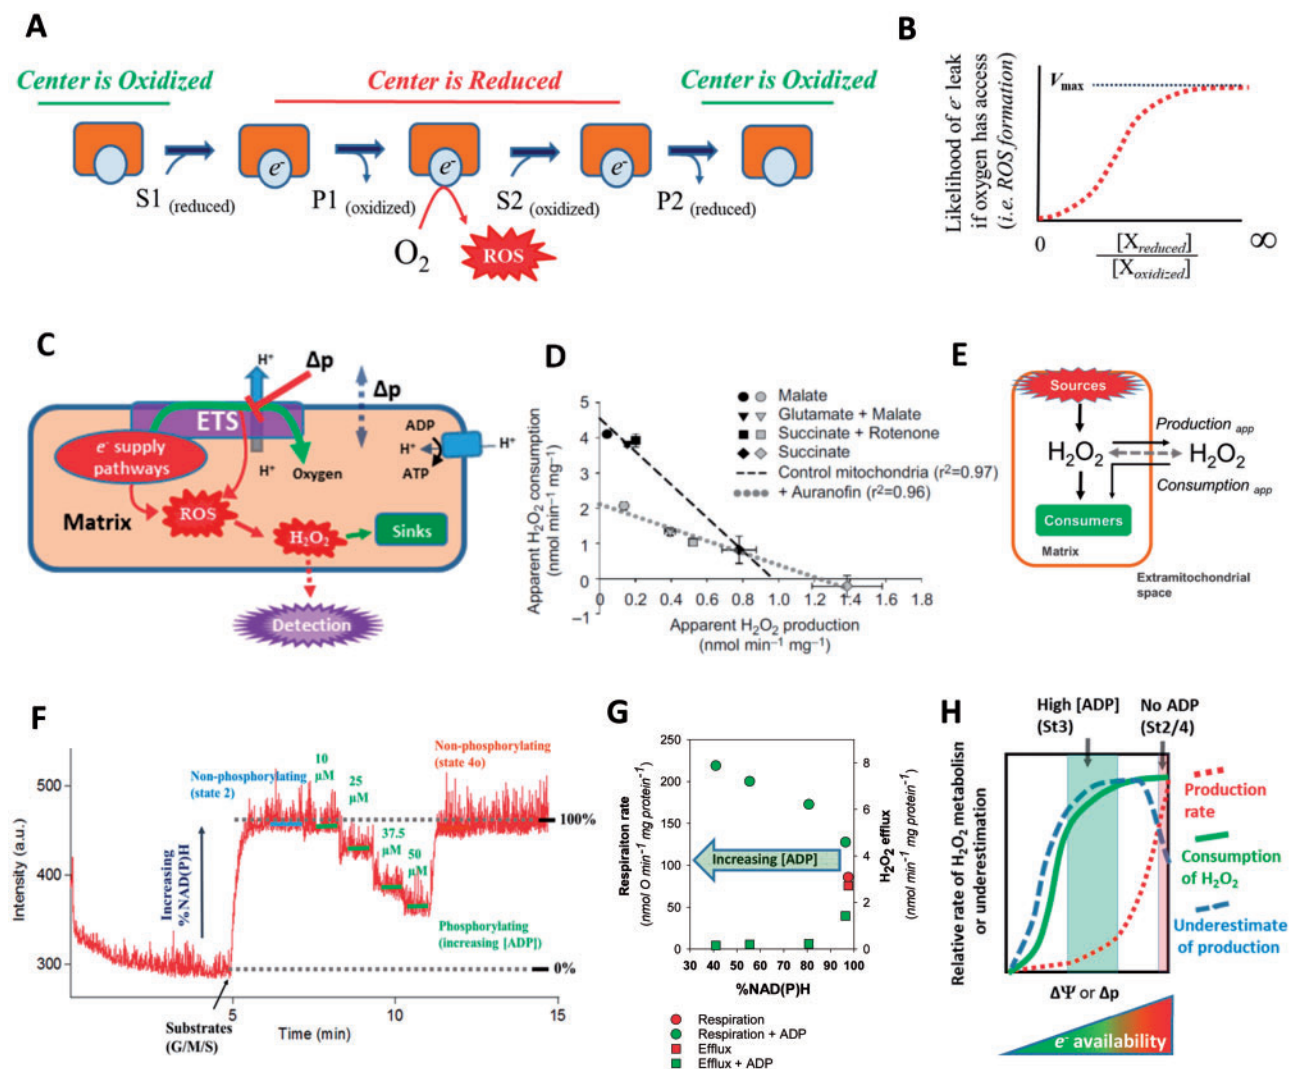 A
Center is Oxidized
Center is Reduced
Center is Oxidized
e-
e-
e-
S1 (reduced)
P1 (oxidized)
S2 (oxidized)
P2 (reduced)
O2
ROS
B
Likelihood of e- leak
if oxygen has access
(i.e. ROS formation)
Vmax
0
[Xreduced]
[Xoxidized]
∞
C
H+
Δp
Δp
ETS
e- supply
pathways
H+
Oxygen
ADP
H+
ATP
H+
Matrix
ROS
H2O2
Sinks
Detection
D
Apparent H2O2 consumption
(nmol min−1 mg−1)
5
4
3
2
1
0
−1
0
0.2
0.4
0.6
0.8
1.0
1.2
1.4
1.6
1.8
Apparent H2O2 production
(nmol min−1 mg−1)
Malate
Glutamate + Malate
Succinate + Rotenone
Succinate
Control mitochondria (r2=0.97)
+ Auranofin (r2=0.96)
E
Sources
H2O2
Production app
H2O2
Consumption app
Consumers
Matrix
Extramitochondrial
space
F
Intensity (a.u.)
500
400
300
Increasing
%NAD(P)H
Non-phosphorylating
(state 2)
10
µM
25
µM
37.5
µM
50
µM
Non-phosphorylating
(state 4o)
100%
Phosphorylating
(increasing [ADP])
0%
5
10
15
Substrates
(G/M/S)
Time (min)
G
Respiraiton rate
(nmol O min−1 mg protein−1)
250
200
150
100
50
0
Increasing [ADP]
8
6
4
2
0
H2O2 efflux
(nmol min−1 mg protein−1)
30 40 50 60 70 80 90 100
%NAD(P)H
Respiration
Respiration + ADP
Efflux
Efflux + ADP
H
High [ADP]
(St3)
No ADP
(St2/4)
Relative rate of H2O2 metabolism
or underestimation
Production
rate
Consumption
of H2O2
Underestimate
of production
ΔΨ or Δp
e- availability